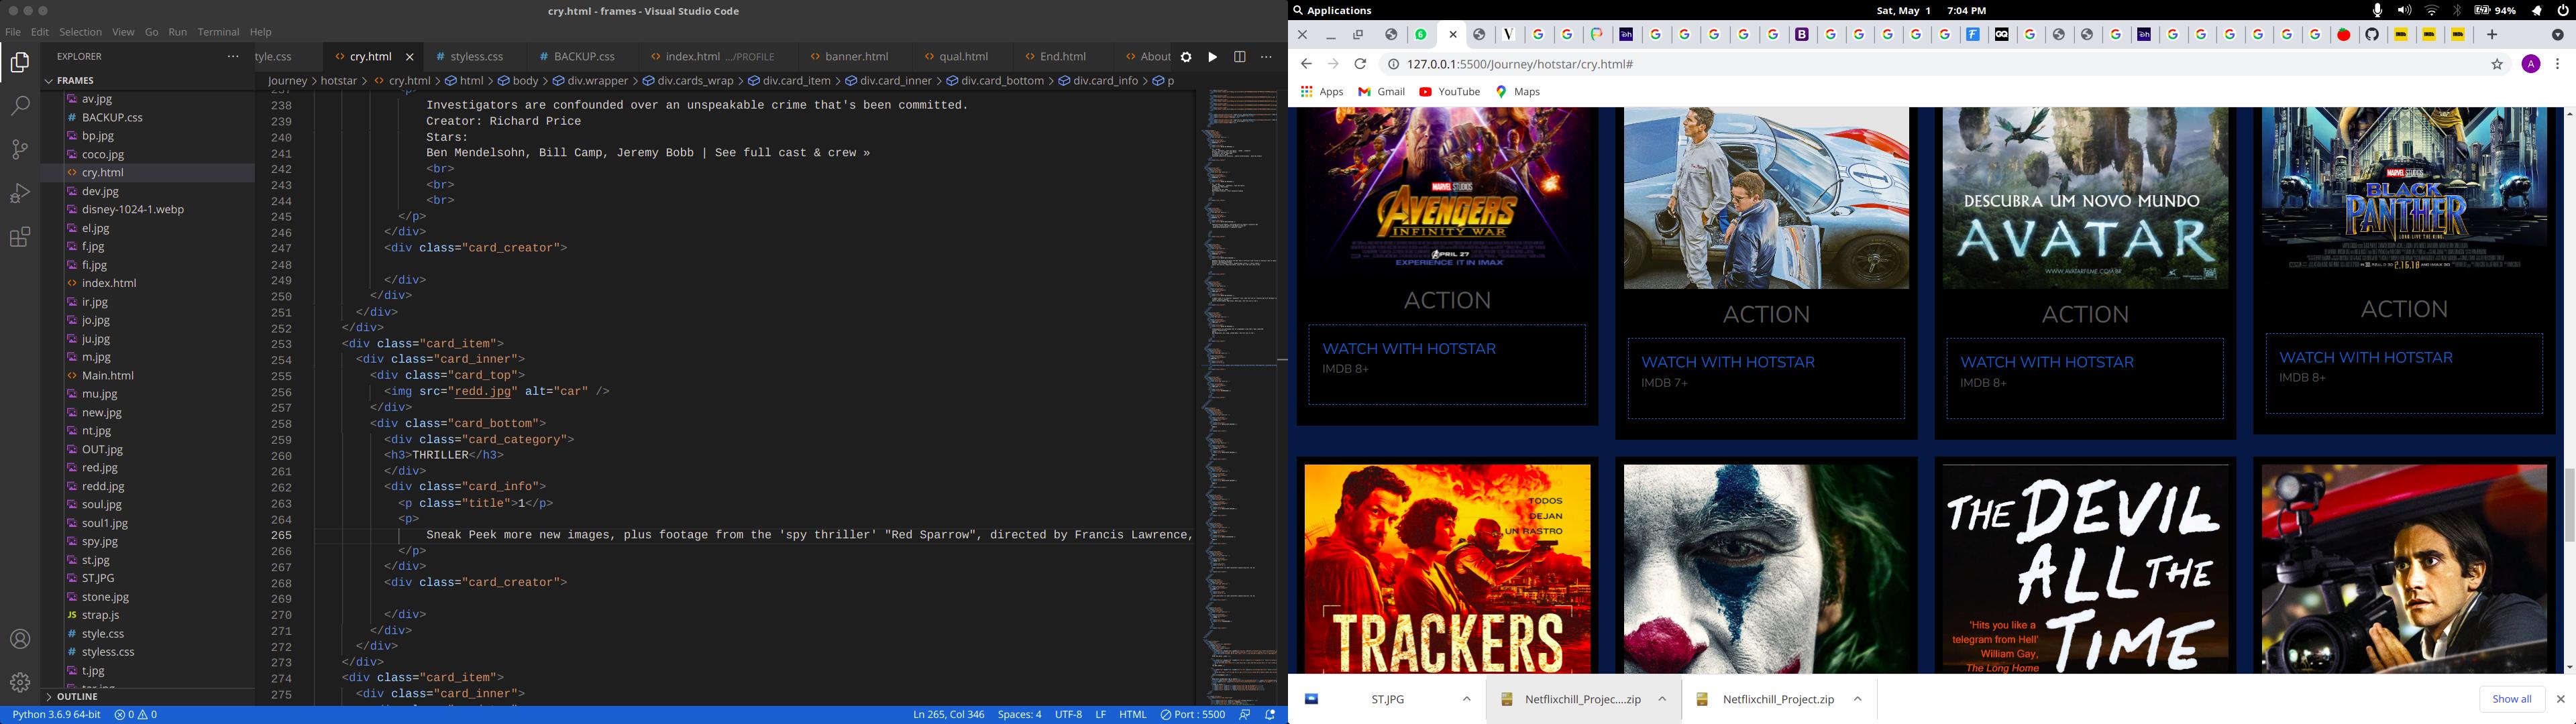 cry.html - frames - Visual Studio Code
File Edit Selection View Go Run Terminal Help
EXPLORER
FRAMES
av.jpg
BACKUP.css
bp.jpg
coco.jpg
cry.html
dev.jpg
disney-1024-1.webp
el.jpg
f.jpg
fi.jpg
index.html
ir.jpg
jo.jpg
ju.jpg
m.jpg
Main.html
mu.jpg
new.jpg
nt.jpg
OUT.jpg
red.jpg
redd.jpg
soul.jpg
soul1.jpg
spy.jpg
st.jpg
ST.JPG
stone.jpg
strap.js
style.css
styless.css
t.jpg
OUTLINE
tyle.css cry.html styless.css BACKUP.css index.html .../PROFILE banner.html qual.html End.html About
Journey > hotstar > cry.html > html > body > div.wrapper > div.cards_wrap > div.card_item > div.card_inner > div.card_bottom > div.card_info > p
237 <p>
238 Investigators are confounded over an unspeakable crime that's been committed.
239 Creator: Richard Price
240 Stars:
241 Ben Mendelsohn, Bill Camp, Jeremy Bobb | See full cast & crew »
242 <br>
243 <br>
244 <br>
245 </p>
246 </div>
247 <div class="card_creator">
248
249 </div>
250 </div>
251 </div>
252 </div>
253 <div class="card_item">
254 <div class="card_inner">
255 <div class="card_top">
256 <img src="redd.jpg" alt="car" />
257 </div>
258 <div class="card_bottom">
259 <div class="card_category">
260 <h3>THRILLER</h3>
261 </div>
262 <div class="card_info">
263 <p class="title">1</p>
264 <p>
265 Sneak Peek more new images, plus footage from the 'spy thriller' "Red Sparrow", directed by Francis Lawrence,
266 </p>
267 </div>
268 <div class="card_creator">
269
270 </div>
271 </div>
272 </div>
273 </div>
274 <div class="card_item">
275 <div class="card_inner">
Python 3.6.9 64-bit 0 0 Ln 265, Col 346 Spaces: 4 UTF-8 LF HTML Port : 5500
Applications Sat, May 1 7:04 PM 94%
127.0.0.1:5500/Journey/hotstar/cry.html#
A
Apps Gmail YouTube Maps
MARVEL STUDIOS
AVENGERS
INFINITY WAR
APRIL 27
EXPERIENCE IT IN IMAX
ACTION
WATCH WITH HOTSTAR
IMDB 8+
1
ACTION
WATCH WITH HOTSTAR
IMDB 7+
DESCUBRA UM NOVO MUNDO
AVATAR
WWW.AVATARFILME.COM.BR
ACTION
WATCH WITH HOTSTAR
IMDB 8+
MARVEL STUDIOS
BLACK
PANTHER
LONG LIVE THE KING
2.16.18
ACTION
WATCH WITH HOTSTAR
IMDB 8+
TODOS
DEJAN
UN RASTRO
TRACKERS
THE DEVIL
ALL THE
TIME
'Hits you like a
telegram from Hell'
William Gay,
The Long Home
ST.JPG Netflixchill_Projec....zip Netflixchill_Project.zip Show all